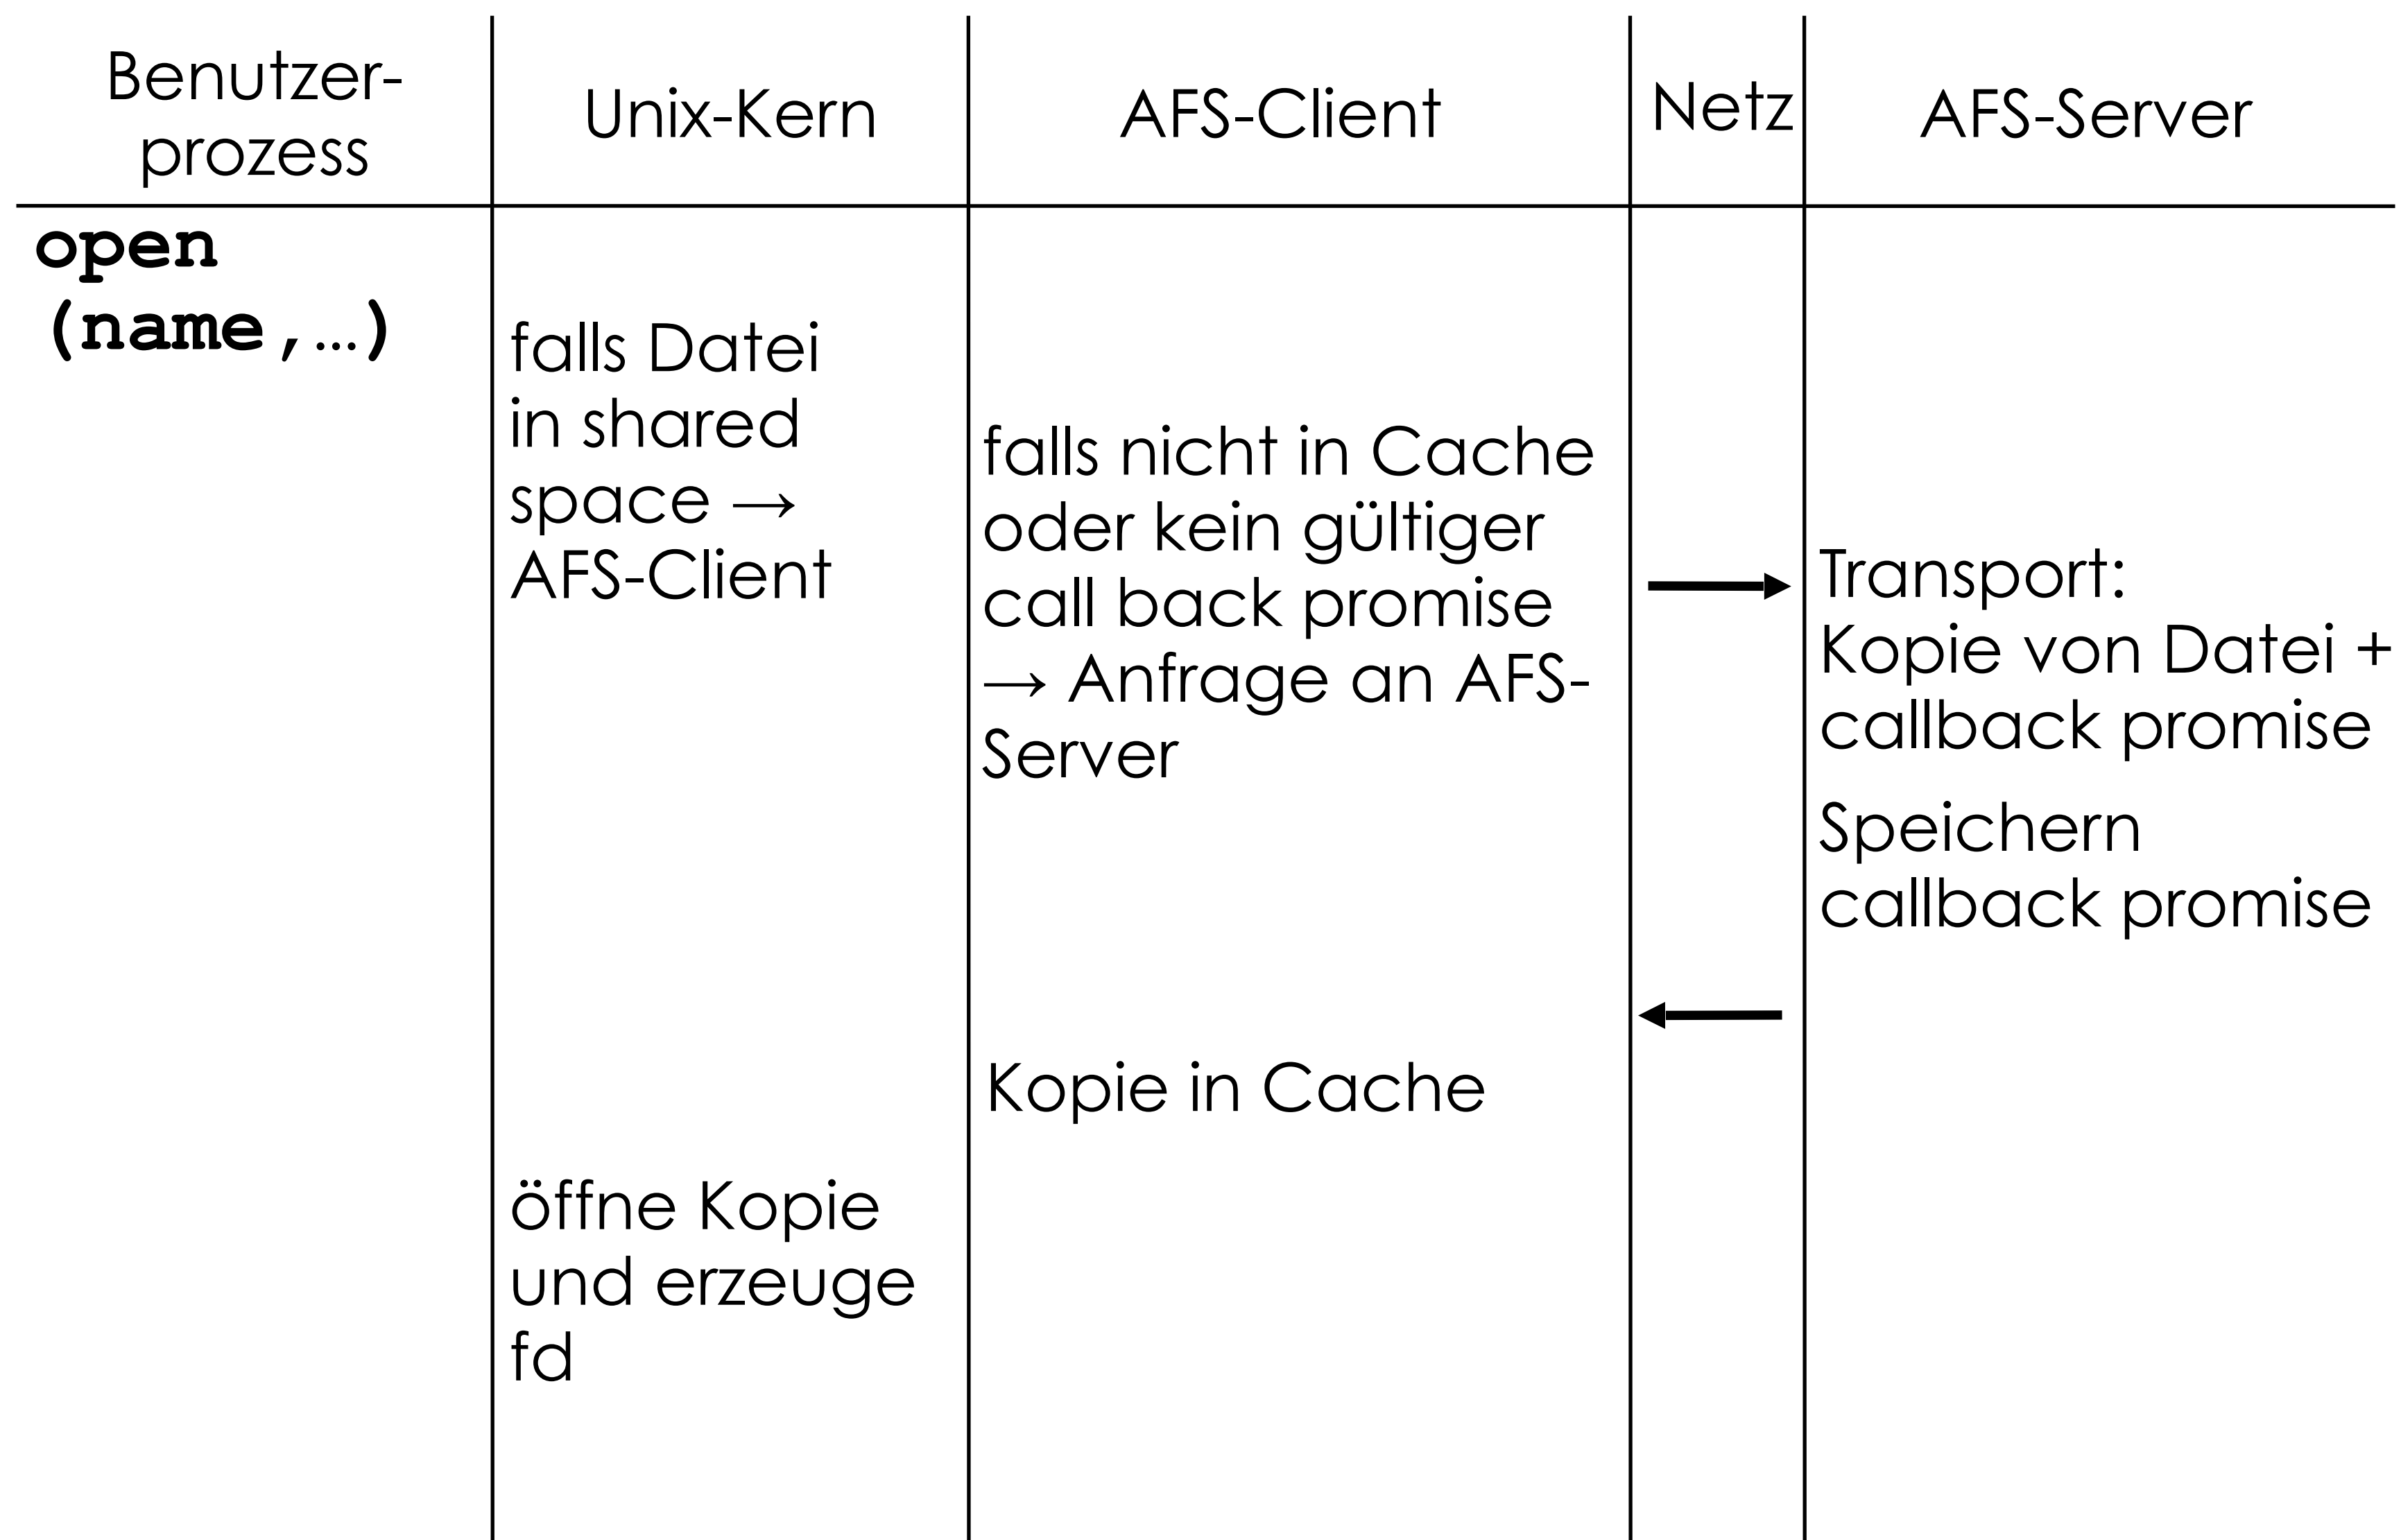 Benutzer-
prozess
Unix-Kern
AFS-Client
Netz
AFS-Server
open
(name,…)
falls Datei
in shared
space →
AFS-Client
falls nicht in Cache
oder kein gültiger
call back promise
→ Anfrage an AFS-
Server
Transport:
Kopie von Datei +
callback promise
Speichern
callback promise
Kopie in Cache
öffne Kopie
und erzeuge
fd